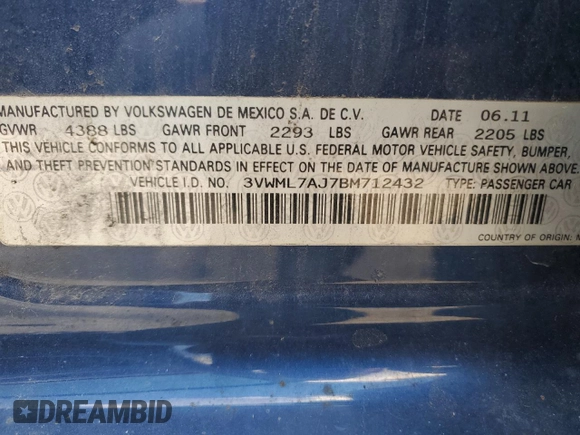 MANUFACTURED BY VOLKSWAGEN DE MEXICO S.A. DE C.V. DATE 06.11
GVWR 4388 LBS GAWR FRONT 2293 LBS GAWR REAR 2205 LBS
THIS VEHICLE CONFORMS TO ALL APPLICABLE U.S. FEDERAL MOTOR VEHICLE SAFETY, BUMPER,
AND THEFT PREVENTION STANDARDS IN EFFECT ON THE DATE OF MANUFACTURE SHOWN ABOVE.
VEHICLE I.D. NO. 3VWML7AJ7BM712432 TYPE: PASSENGER CAR
COUNTRY OF ORIGIN: M
DREAMBID